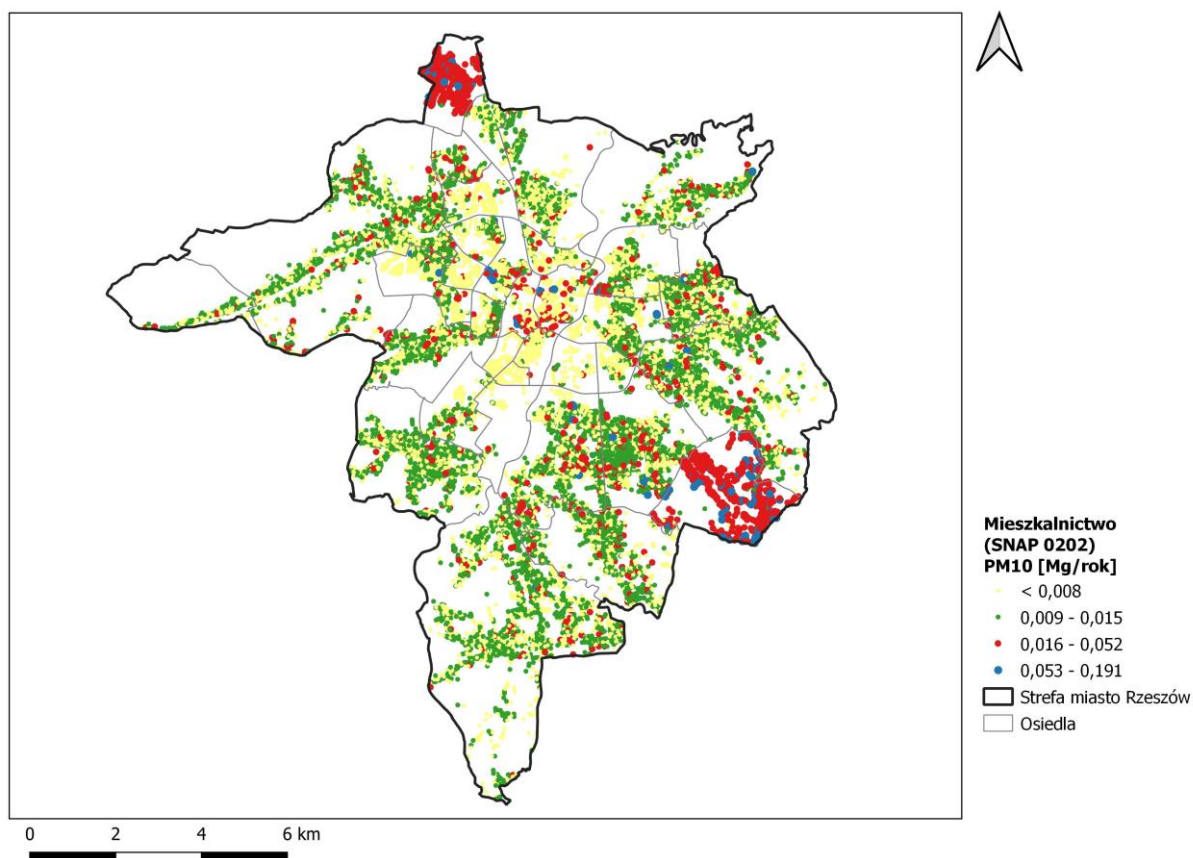 Mieszkalnictwo
(SNAP 0202)
PM10 [Mg/rok]
< 0,008
0,009 - 0,015
0,016 - 0,052
0,053 - 0,191
Strefa miasto Rzeszów
Osiedla
0 2 4 6 km